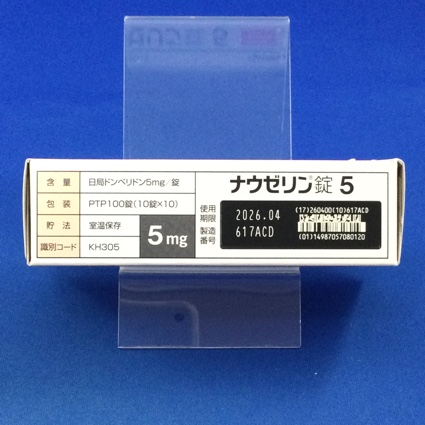 含量 日局ドンペリドン5mg/錠
包装 PTP100錠(10錠×10)
貯法 室温保存
識別コード KH305
5mg
ナウゼリン®錠 5
使用期限 2026.04
製造番号 617ACD
(17)260400(10)617ACD
(01)14987057080120